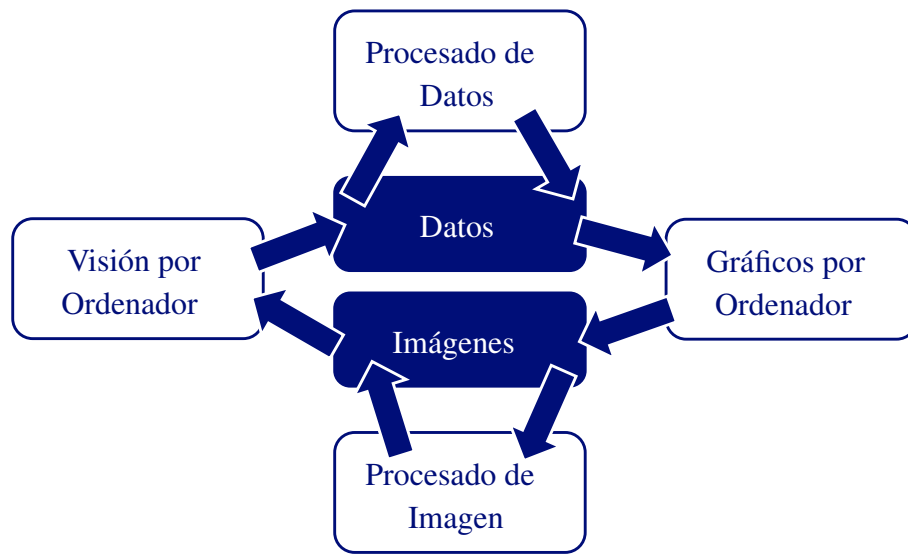 Procesado de
Datos
Datos
Visión por
Ordenador
Gráficos por
Ordenador
Imágenes
Procesado de
Imagen